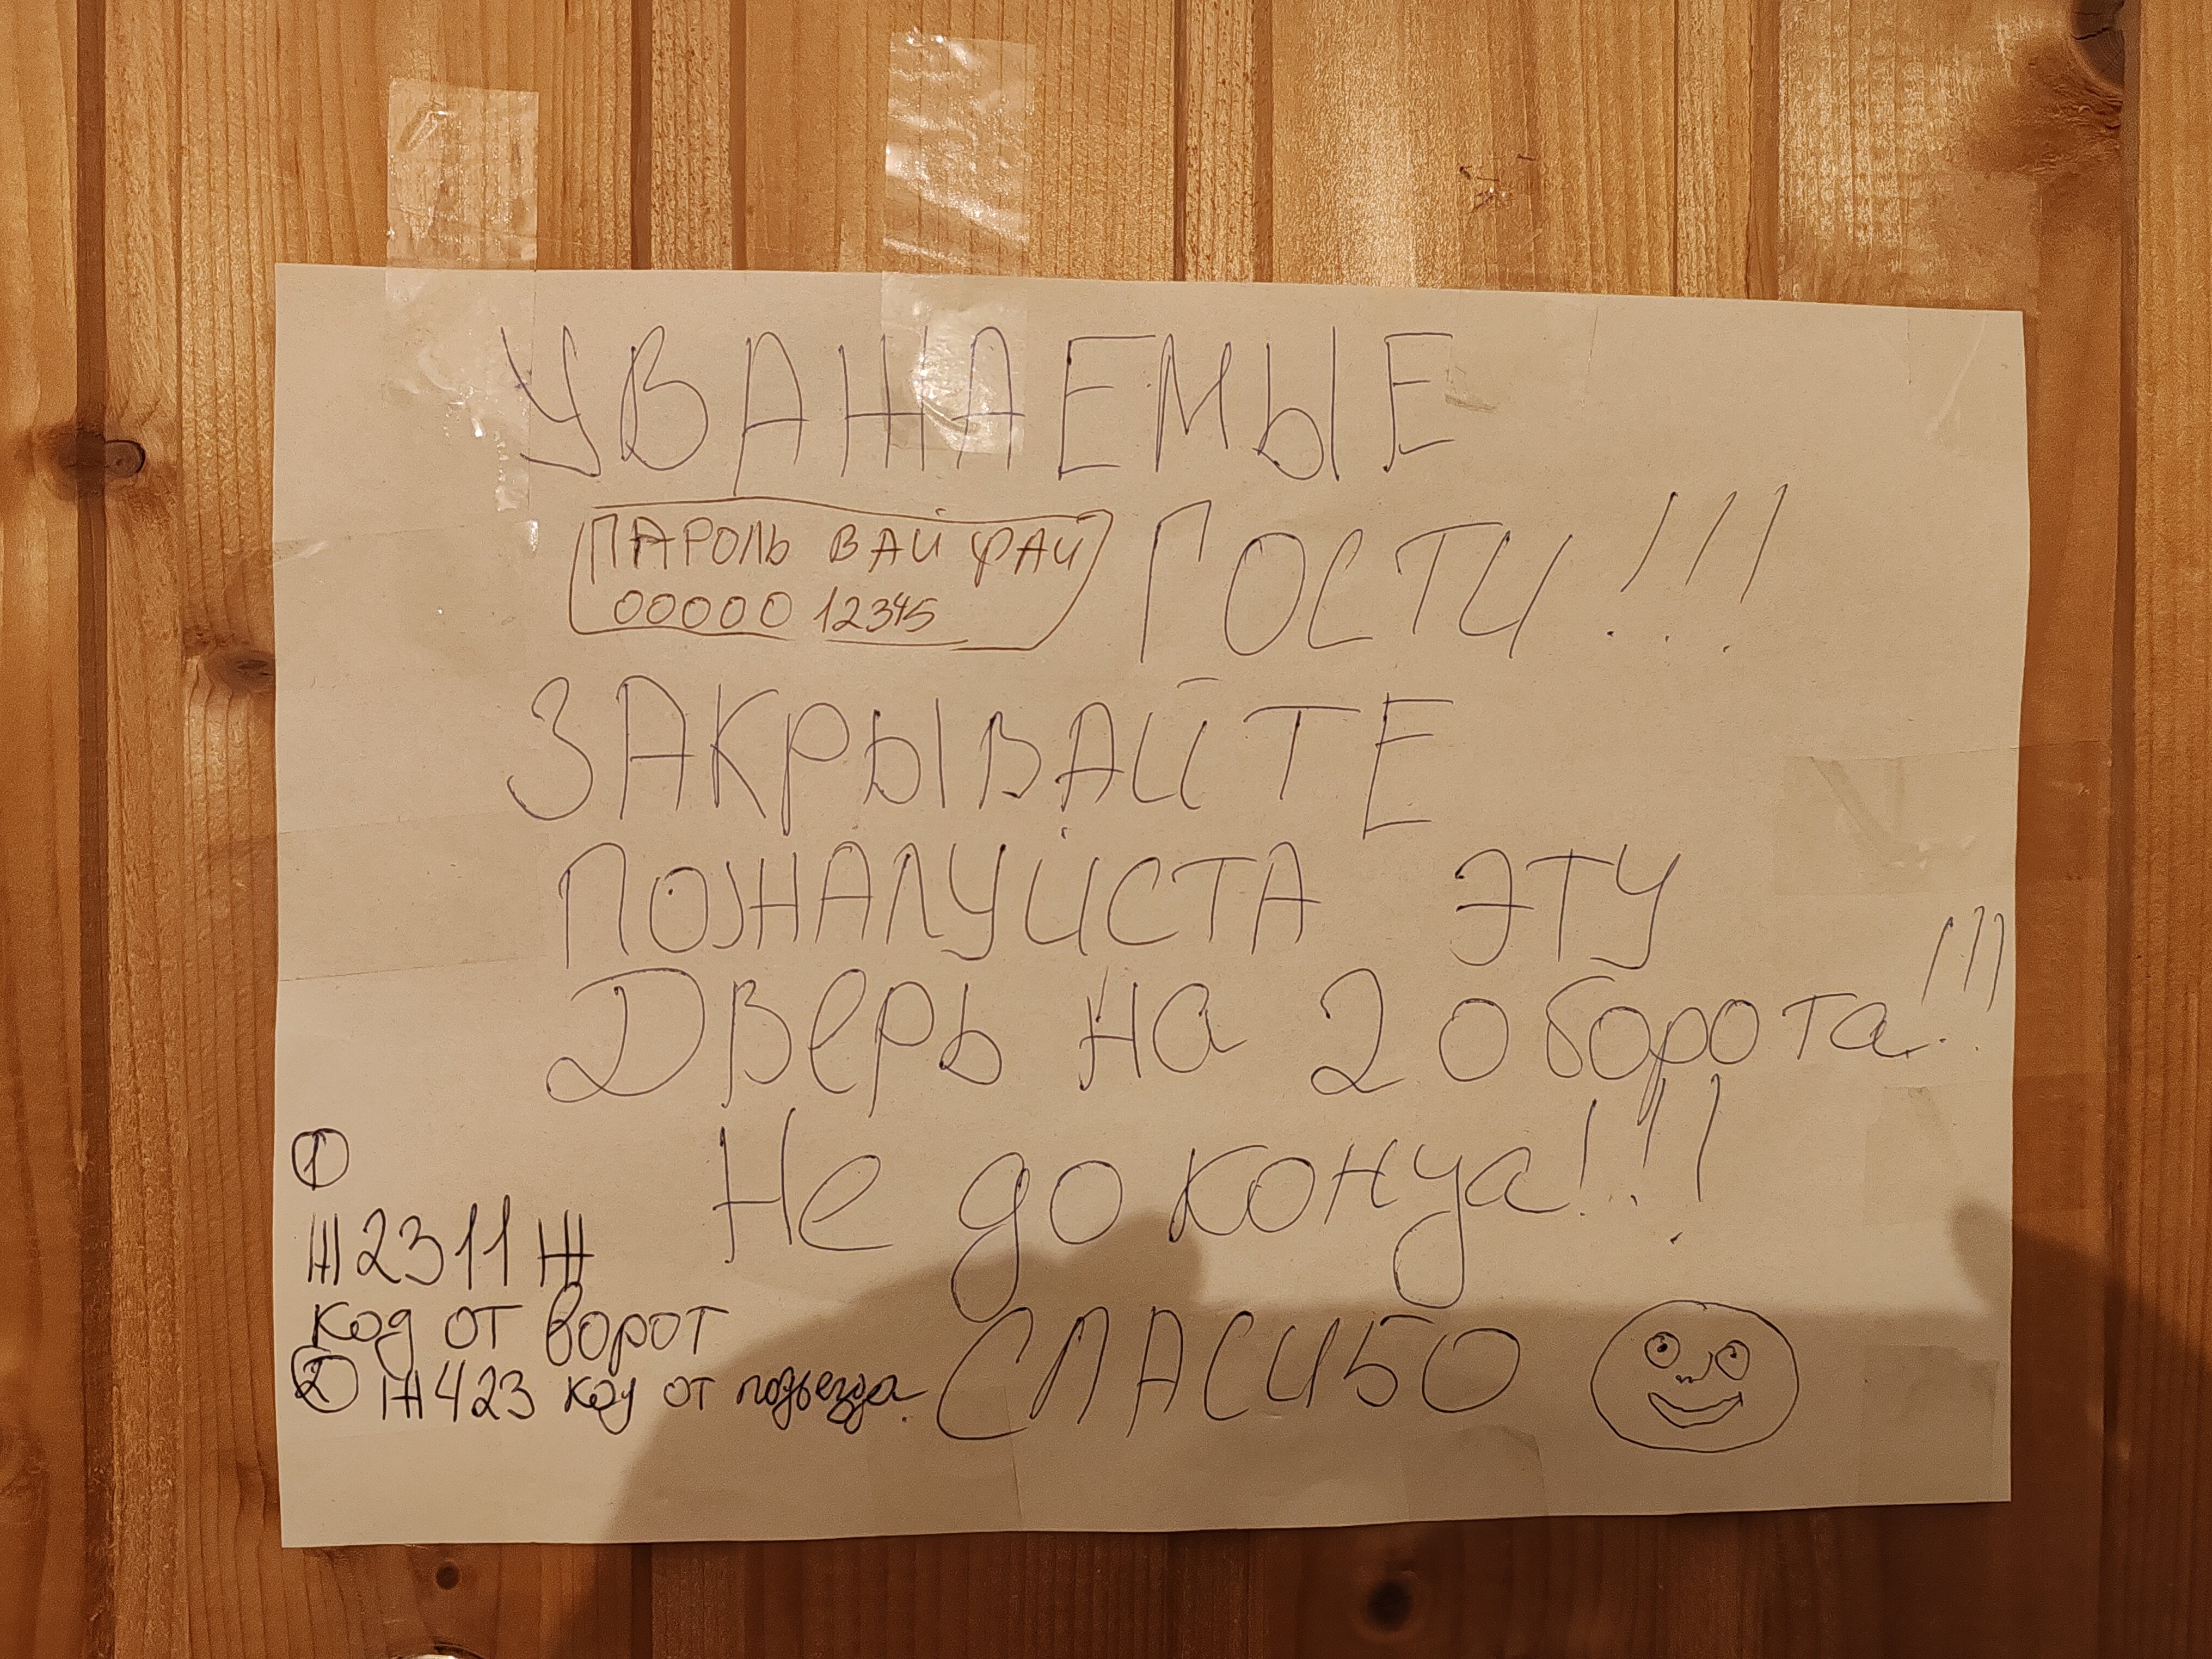 УВАЖАЕМЫЕ
ПАРОЛЬ ВАЙ ФАЙ
00000 12345
ГОСТИ!!!
ЗАКРЫВАЙТЕ
ПОЖАЛУЙСТА ЭТУ
Дверь на 2 оборота!!!
Не до конца!!!
СПАСИБО
1
#2311#
код от ворот
2 #423 код от подьезда.